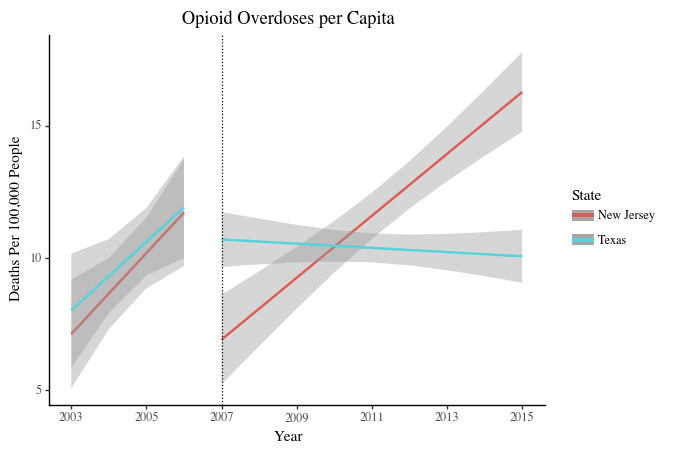 Opioid Overdoses per Capita
Deaths Per 100,000 People
15
10
5
2003 2005 2007 2009 2011 2013 2015
Year
State
New Jersey
Texas